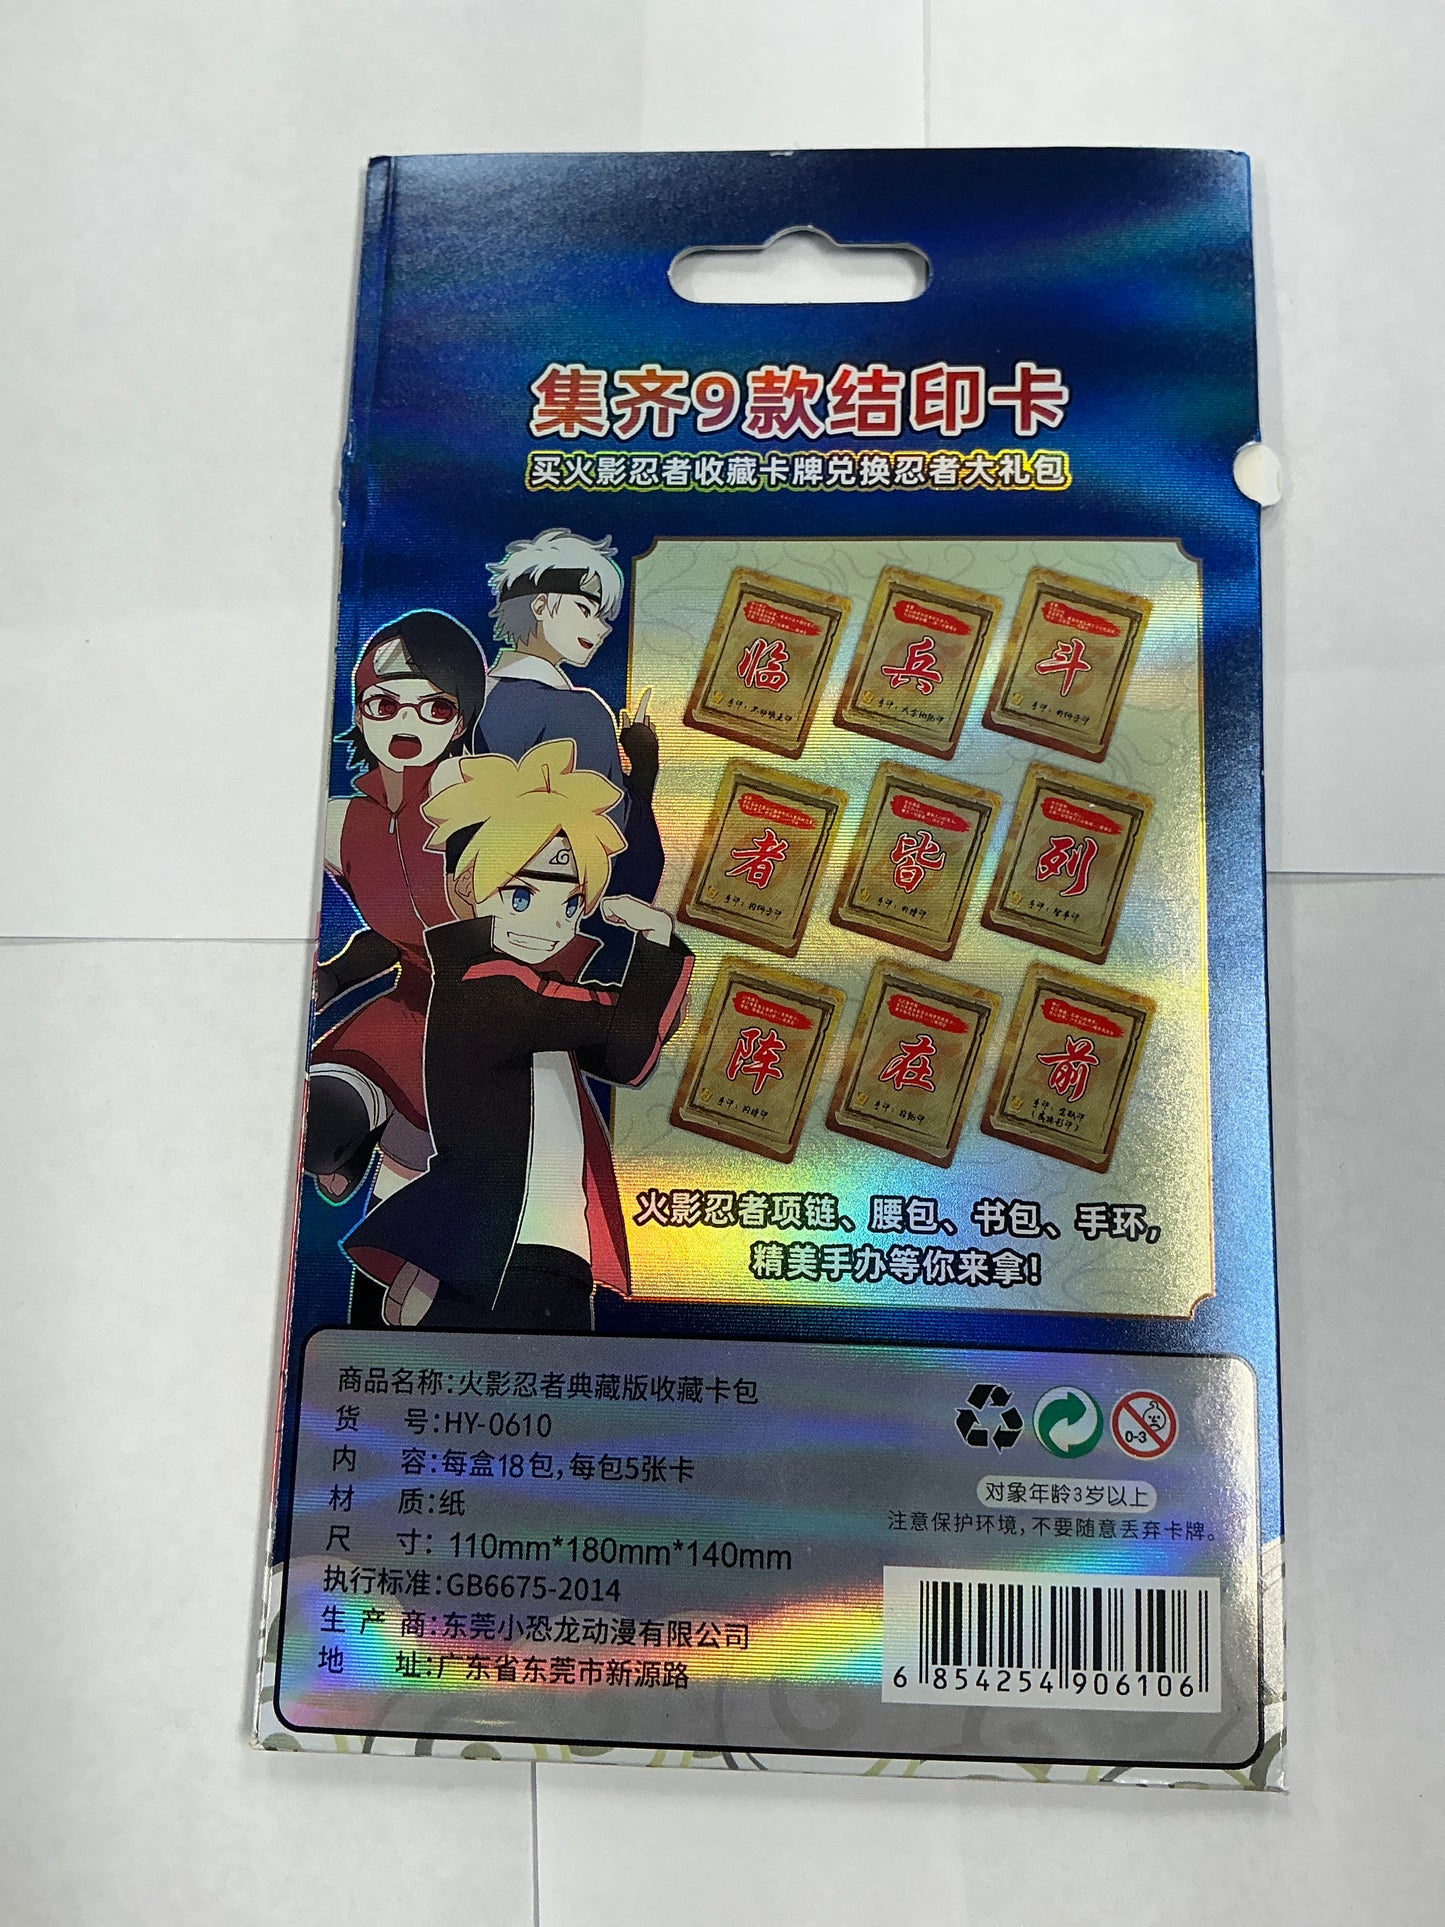 集齐9款结印卡
买火影忍者收藏卡牌兑换忍者大礼包
临
兵
斗
者
皆
列
阵
在
前
火影忍者项链、腰包、书包、手环,
精美手办等你来拿!
商品名称:火影忍者典藏版收藏卡包
货 号:HY-0610
内 容:每盒18包,每包5张卡
材 质:纸
尺 寸: 110mm*180mm*140mm
执行标准:GB6675-2014
生 产 商:东莞小恐龙动漫有限公司
地 址:广东省东莞市新源路
0-3
对象年龄3岁以上
注意保护环境,不要随意丢弃卡牌。
6 854254 906106